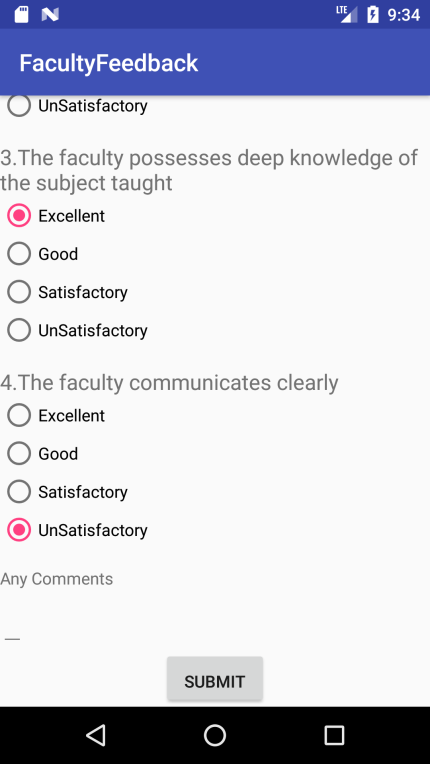 LTE 9:34
FacultyFeedback
UnSatisfactory
3.The faculty possesses deep knowledge of
the subject taught
Excellent
Good
Satisfactory
UnSatisfactory
4.The faculty communicates clearly
Excellent
Good
Satisfactory
UnSatisfactory
Any Comments
SUBMIT